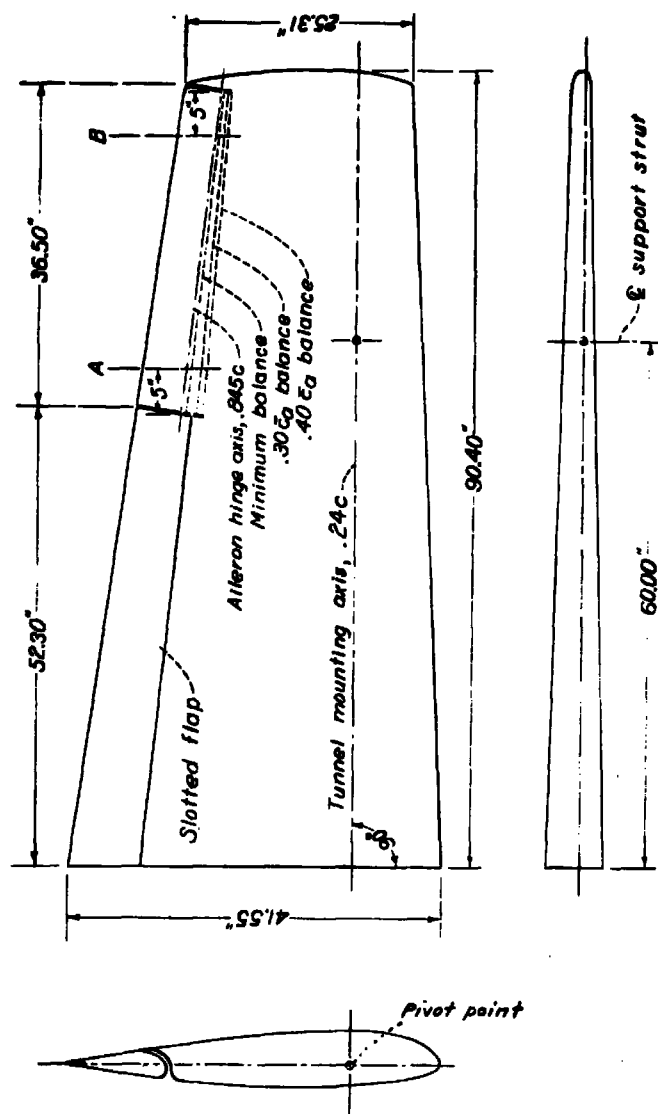 25.31"
36.50"
5"
B
A
5"
52.30"
Aileron hinge axis, .845c
Minimum balance
.30 c̄a balance
.40 c̄a balance
Slotted flap
Tunnel mounting axis, .24c
90°
90.40"
41.55"
℄ support strut
60.00"
Pivot point